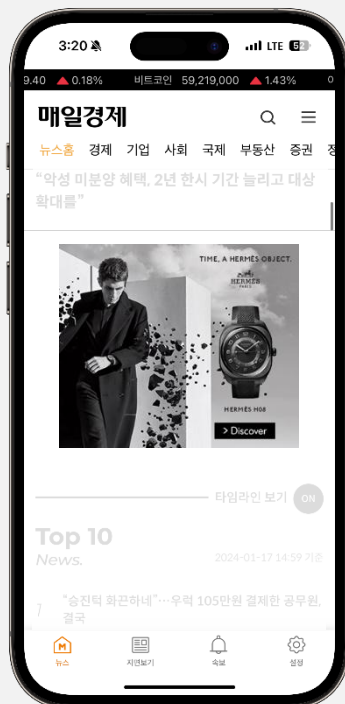 3:20 LTE 52
9.40 ▲ 0.18% 비트코인 59,219,000 ▲ 1.43%
매일경제
뉴스홈 경제 기업 사회 국제 부동산 증권
“악성 미분양 혜택, 2년 한시 기간 늘리고 대상
확대를”
TIME, A HERMÈS OBJECT.
HERMÈS
PARIS
HERMÈS H08
> Discover
타임라인 보기 ON
Top 10
News.
2024-01-17 14:59 기준
“승진턱 화끈하네”…우럭 105만원 결제한 공무원,
결국
뉴스 지면보기 속보 설정